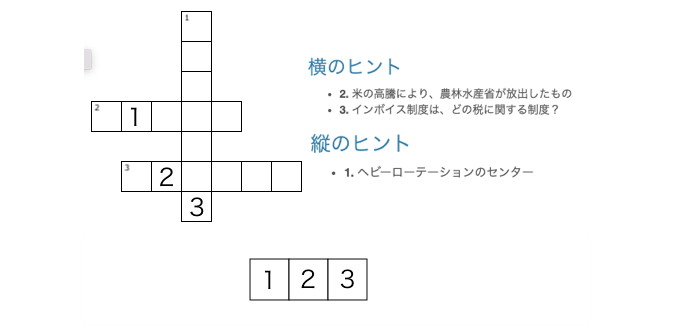 1
横のヒント
2. 米の高騰により、農林水産省が放出したもの
3. インボイス制度は、どの税に関する制度？
2 1
縦のヒント
1. ヘビーローテーションのセンター
3 2
3
1 2 3